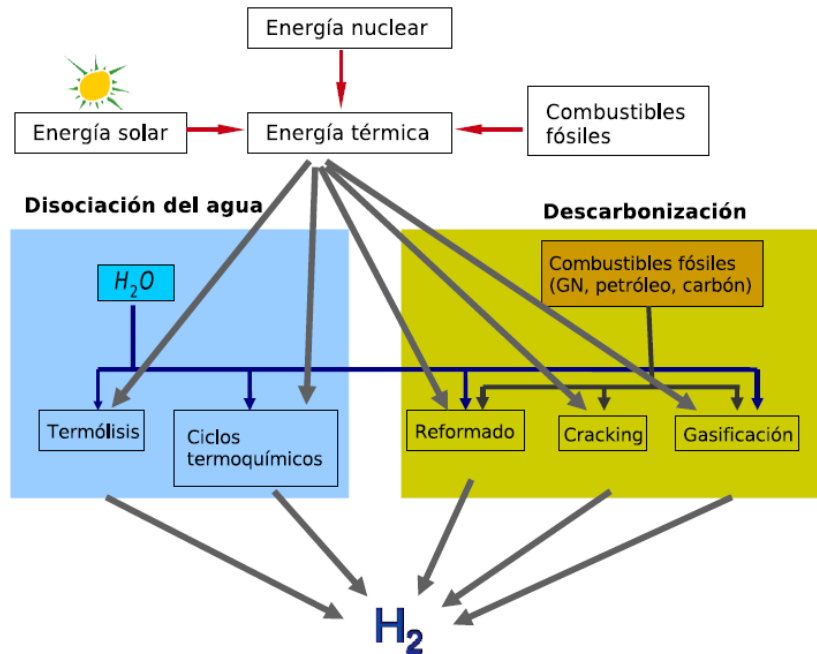 Energía nuclear
Energía solar
Energía térmica
Combustibles
fósiles
Disociación del agua
Descarbonización
H₂O
Combustibles fósiles
(GN, petróleo, carbón)
Termólisis
Ciclos
termoquímicos
Reformado
Cracking
Gasificación
H₂